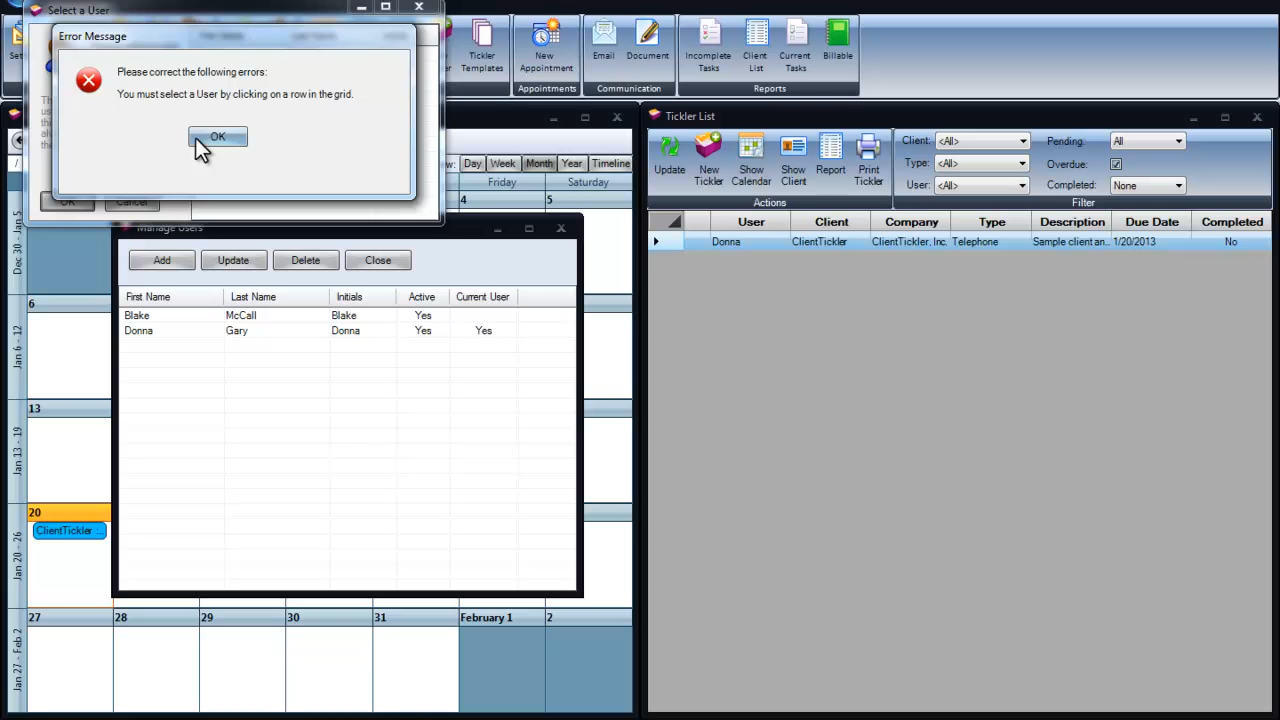 Select a User
Error Message
Please correct the following errors:
You must select a User by clicking on a row in the grid.
OK
OK
Cancel
Tickler
Templates
New
Appointment
Appointments
Email
Document
Communication
Incomplete
Tasks
Client
List
Current
Tasks
Billable
Reports
Day Week Month Year Timeline
Friday Saturday
4 5
Dec 30 - Jan 5
6
Jan 6 - 12
13
Jan 13 - 19
20
ClientTickler ...
Jan 20 - 26
27 28 29 30 31 February 1 2
Jan 27 - Feb 2
Manage Users
Add Update Delete Close
First Name Last Name Initials Active Current User
Blake McCall Blake Yes
Donna Gary Donna Yes Yes
Tickler List
Update
New
Tickler
Show
Calendar
Show
Client
Report
Print
Tickler
Actions
Client: <All> Pending: All
Type: <All> Overdue:
User: <All> Completed: None
Filter
User Client Company Type Description Due Date Completed
Donna ClientTickler ClientTickler, Inc. Telephone Sample client an... 1/20/2013 No